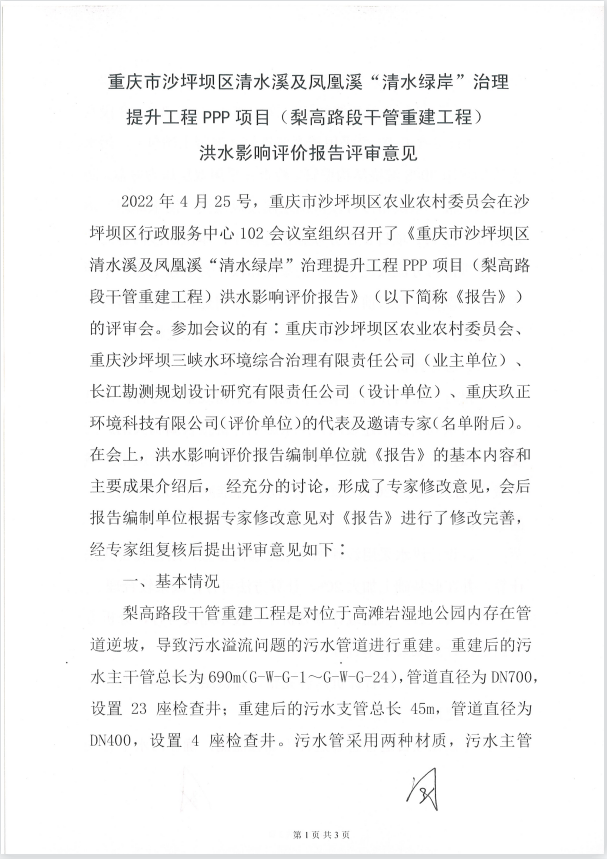 重庆市沙坪坝区清水溪及凤凰溪“清水绿岸”治理
提升工程 PPP 项目（梨高路段干管重建工程）
洪水影响评价报告评审意见
2022 年 4 月 25 号，重庆市沙坪坝区农业农村委员会在沙
坪坝区行政服务中心 102 会议室组织召开了《重庆市沙坪坝区
清水溪及凤凰溪“清水绿岸”治理提升工程 PPP 项目（梨高路
段干管重建工程）洪水影响评价报告》（以下简称《报告》）
的评审会。参加会议的有：重庆市沙坪坝区农业农村委员会、
重庆沙坪坝三峡水环境综合治理有限责任公司（业主单位）、
长江勘测规划设计研究有限责任公司（设计单位）、重庆玖正
环境科技有限公司（评价单位）的代表及邀请专家（名单附后）。
在会上，洪水影响评价报告编制单位就《报告》的基本内容和
主要成果介绍后， 经充分的讨论，形成了专家修改意见，会后
报告编制单位根据专家修改意见对《报告》进行了修改完善，
经专家组复核后提出评审意见如下：
一、基本情况
梨高路段干管重建工程是对位于高滩岩湿地公园内存在管
道逆坡，导致污水溢流问题的污水管道进行重建。重建后的污
水主干管总长为 690m（G-W-G-1～G-W-G-24），管道直径为 DN700，
设置 23 座检查井；重建后的污水支管总长 45m，管道直径为
DN400，设置 4 座检查井。污水管采用两种材质，污水主管
第 1 页 共 3 页